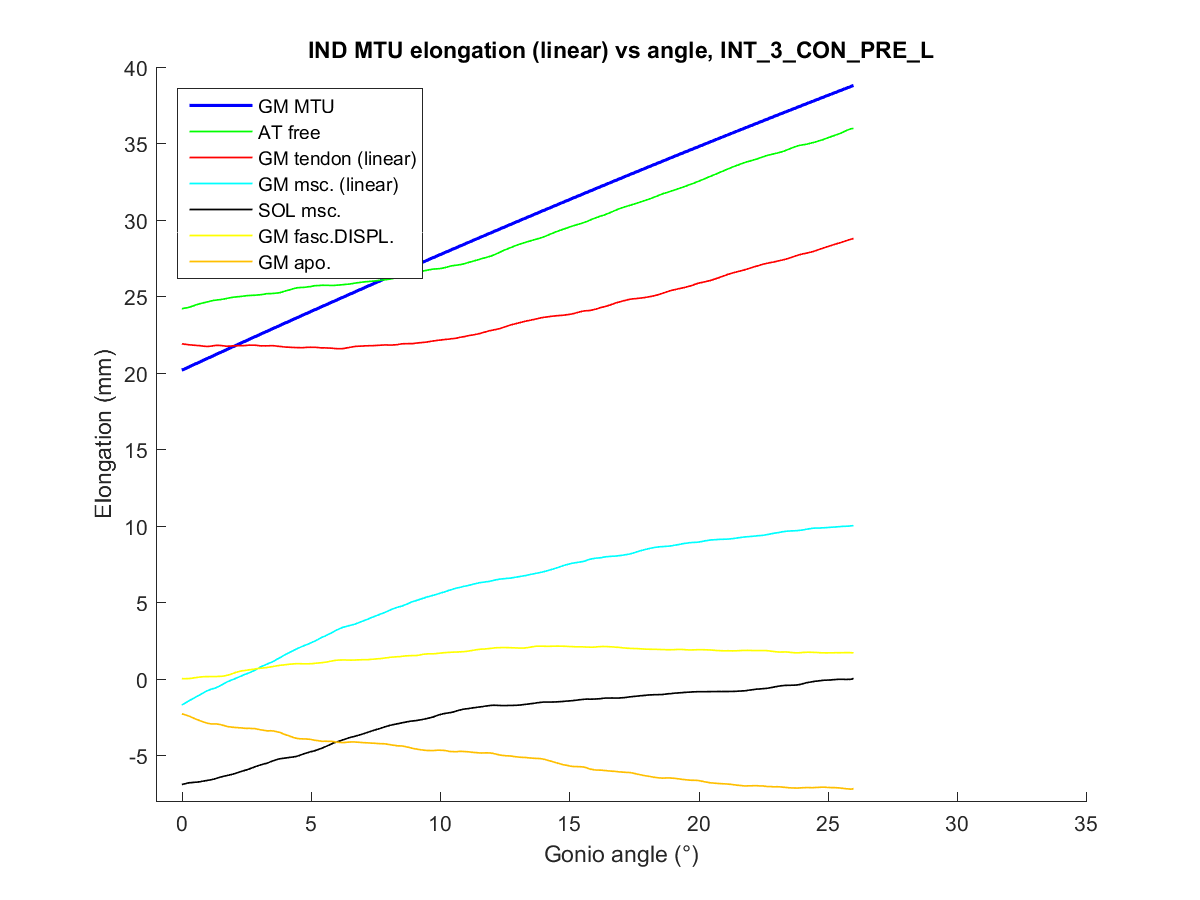 IND MTU elongation (linear) vs angle, INT_3_CON_PRE_L
40
35
30
25
20
15
10
5
0
-5
Elongation (mm)
GM MTU
AT free
GM tendon (linear)
GM msc. (linear)
SOL msc.
GM fasc.DISPL.
GM apo.
0 5 10 15 20 25 30 35
Gonio angle (°)